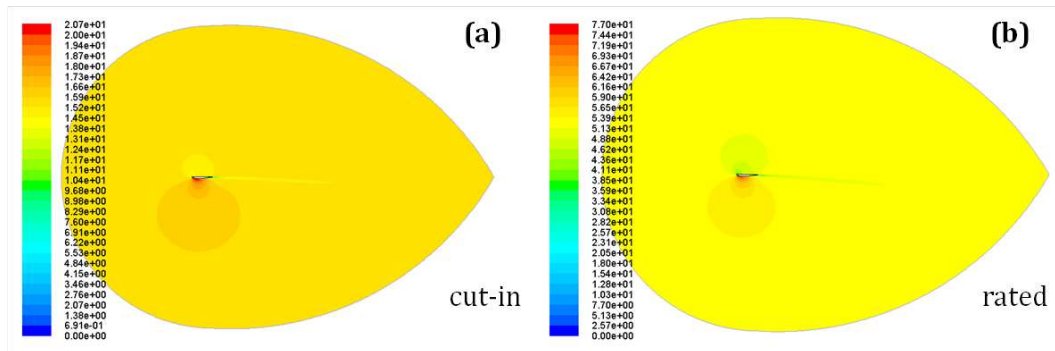 2.07e+01
2.00e+01
1.94e+01
1.87e+01
1.80e+01
1.73e+01
1.66e+01
1.59e+01
1.52e+01
1.45e+01
1.38e+01
1.31e+01
1.24e+01
1.17e+01
1.11e+01
1.04e+01
9.68e+00
8.98e+00
8.29e+00
7.60e+00
6.91e+00
6.22e+00
5.53e+00
4.84e+00
4.15e+00
3.46e+00
2.76e+00
2.07e+00
1.38e+00
6.91e-01
0.00e+00
(a)
cut-in
7.70e+01
7.44e+01
7.19e+01
6.93e+01
6.67e+01
6.42e+01
6.16e+01
5.90e+01
5.65e+01
5.39e+01
5.13e+01
4.88e+01
4.62e+01
4.36e+01
4.11e+01
3.85e+01
3.59e+01
3.34e+01
3.08e+01
2.82e+01
2.57e+01
2.31e+01
2.05e+01
1.80e+01
1.54e+01
1.28e+01
1.03e+01
7.70e+00
5.13e+00
2.57e+00
0.00e+00
(b)
rated